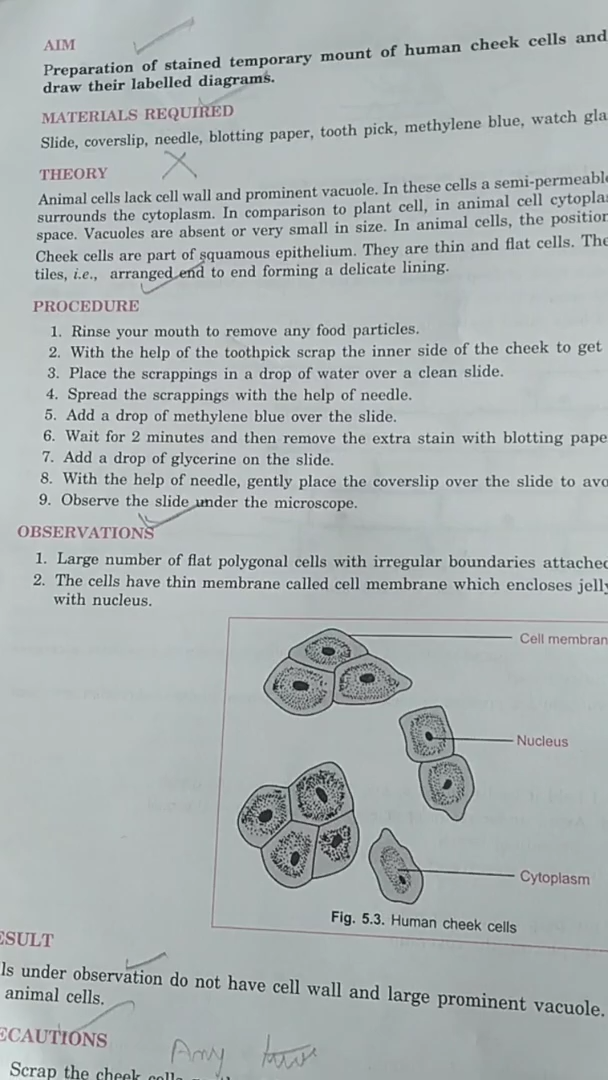 AIM
Preparation of stained temporary mount of human cheek cells and
draw their labelled diagrams.
MATERIALS REQUIRED
Slide, coverslip, needle, blotting paper, tooth pick, methylene blue, watch gla
THEORY
Animal cells lack cell wall and prominent vacuole. In these cells a semi-permeable
surrounds the cytoplasm. In comparison to plant cell, in animal cell cytopla
space. Vacuoles are absent or very small in size. In animal cells, the position
Cheek cells are part of squamous epithelium. They are thin and flat cells. The
tiles, i.e., arranged end to end forming a delicate lining.
PROCEDURE
1. Rinse your mouth to remove any food particles.
2. With the help of the toothpick scrap the inner side of the cheek to get
3. Place the scrappings in a drop of water over a clean slide.
4. Spread the scrappings with the help of needle.
5. Add a drop of methylene blue over the slide.
6. Wait for 2 minutes and then remove the extra stain with blotting pape
7. Add a drop of glycerine on the slide.
8. With the help of needle, gently place the coverslip over the slide to avo
9. Observe the slide under the microscope.
OBSERVATIONS
1. Large number of flat polygonal cells with irregular boundaries attached
2. The cells have thin membrane called cell membrane which encloses jelly
with nucleus.
Cell membran
Nucleus
Cytoplasm
Fig. 5.3. Human cheek cells
ESULT
ls under observation do not have cell wall and large prominent vacuole.
animal cells.
ECAUTIONS
Any
Scrap the cheek cells